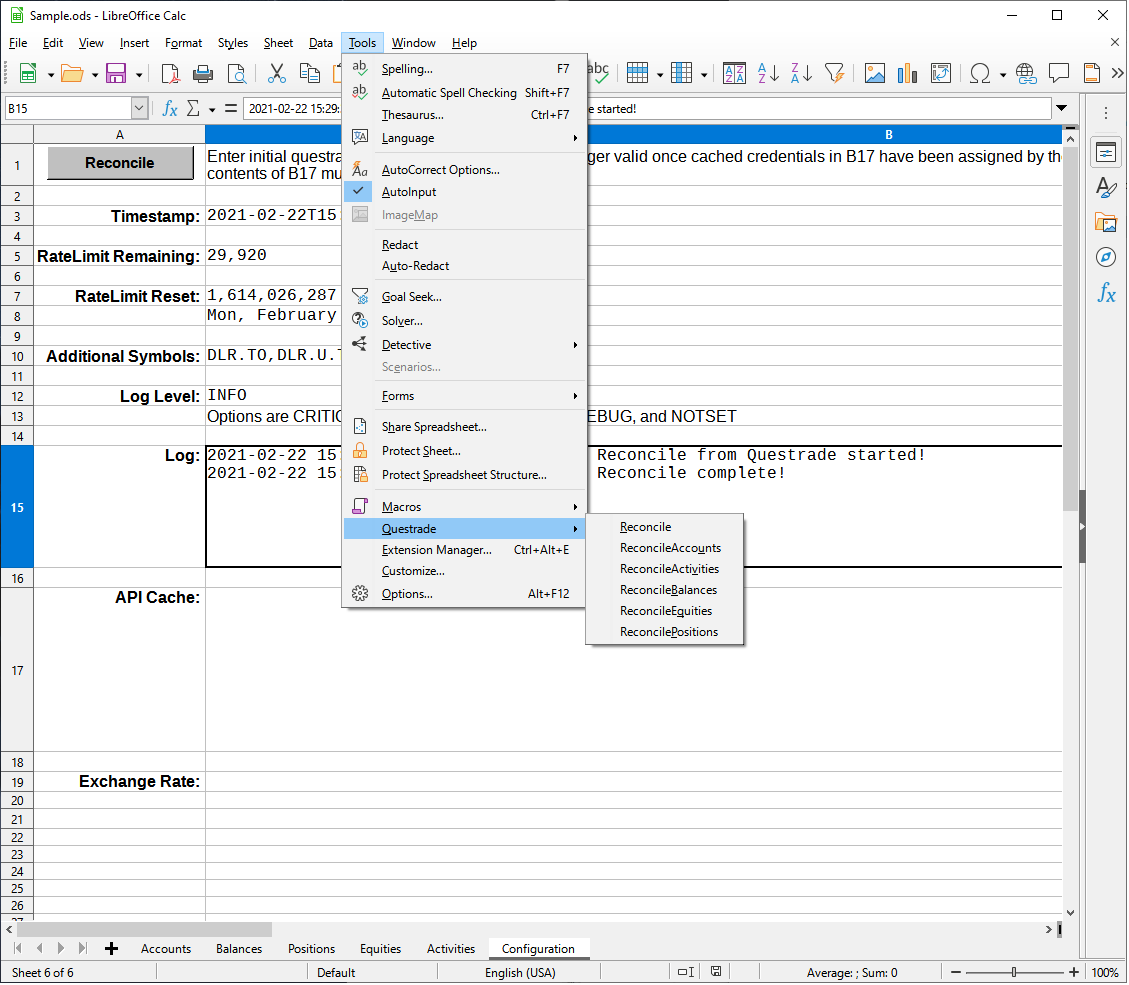 Sample.ods - LibreOffice Calc
File Edit View Insert Format Styles Sheet Data Tools Window Help
B15
2021-02-22 15:29:
e started!
A B
1 Reconcile Enter initial questra ger valid once cached credentials in B17 have been assigned by th
contents of B17 mu
2
3 Timestamp: 2021-02-22T15
4
5 RateLimit Remaining: 29,920
6
7 RateLimit Reset: 1,614,026,287
8 Mon, February
9
10 Additional Symbols: DLR.TO,DLR.U.T
11
12 Log Level: INFO
13 Options are CRITIC EBUG, and NOTSET
14
15 Log: 2021-02-22 15: Reconcile from Questrade started!
2021-02-22 15: Reconcile complete!
16
17 API Cache:
18
19 Exchange Rate:
20
21
22
23
24
25
26
27
Spelling... F7
Automatic Spell Checking Shift+F7
Thesaurus... Ctrl+F7
Language
AutoCorrect Options...
AutoInput
ImageMap
Redact
Auto-Redact
Goal Seek...
Solver...
Detective
Scenarios...
Forms
Share Spreadsheet...
Protect Sheet...
Protect Spreadsheet Structure...
Macros
Questrade
Extension Manager... Ctrl+Alt+E
Customize...
Options... Alt+F12
Reconcile
ReconcileAccounts
ReconcileActivities
ReconcileBalances
ReconcileEquities
ReconcilePositions
Accounts Balances Positions Equities Activities Configuration
Sheet 6 of 6 Default English (USA) Average: ; Sum: 0 100%